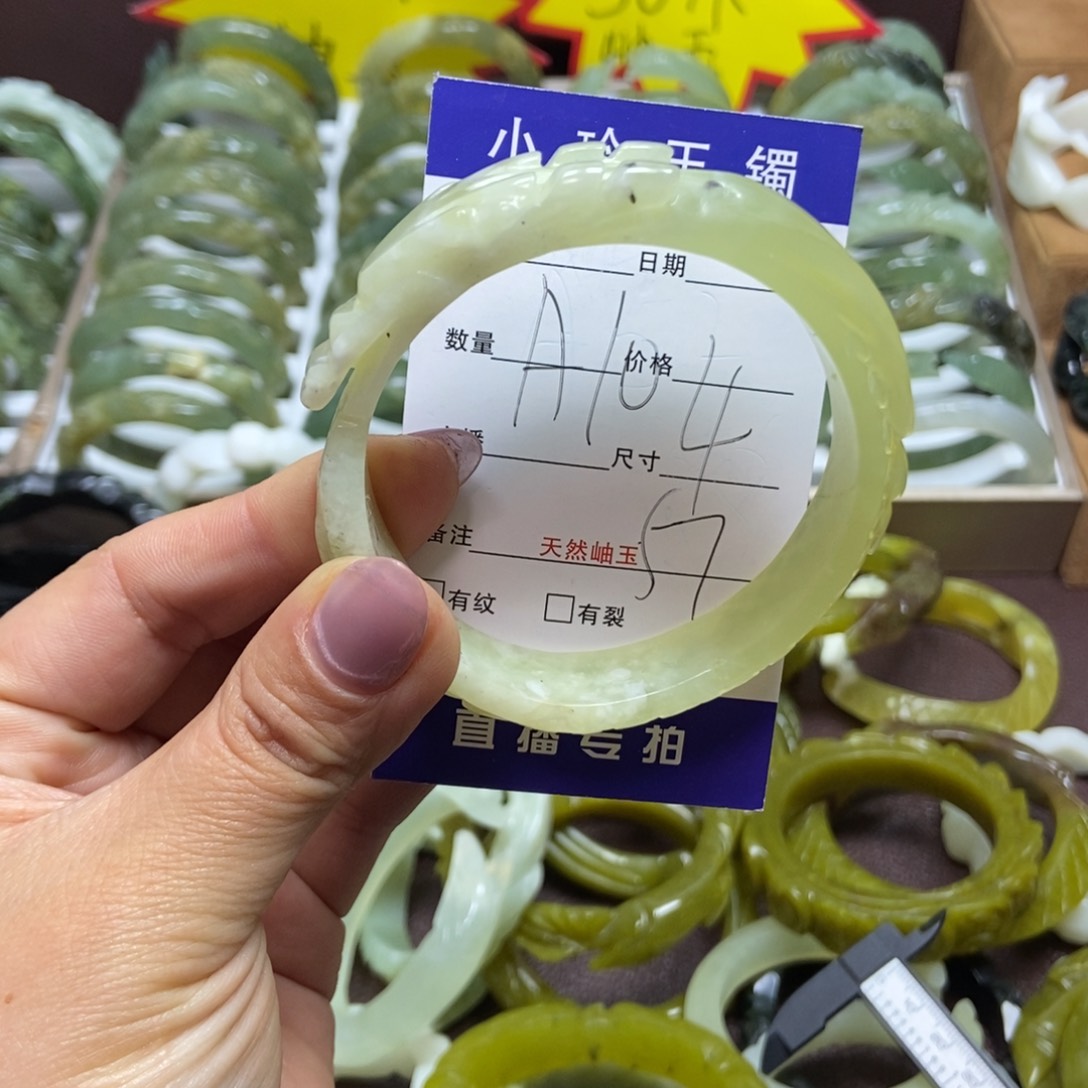 小珍玉镯
日期
数量 价格
A104
尺寸
备注 天然岫玉 57
有纹 有裂
直播专拍